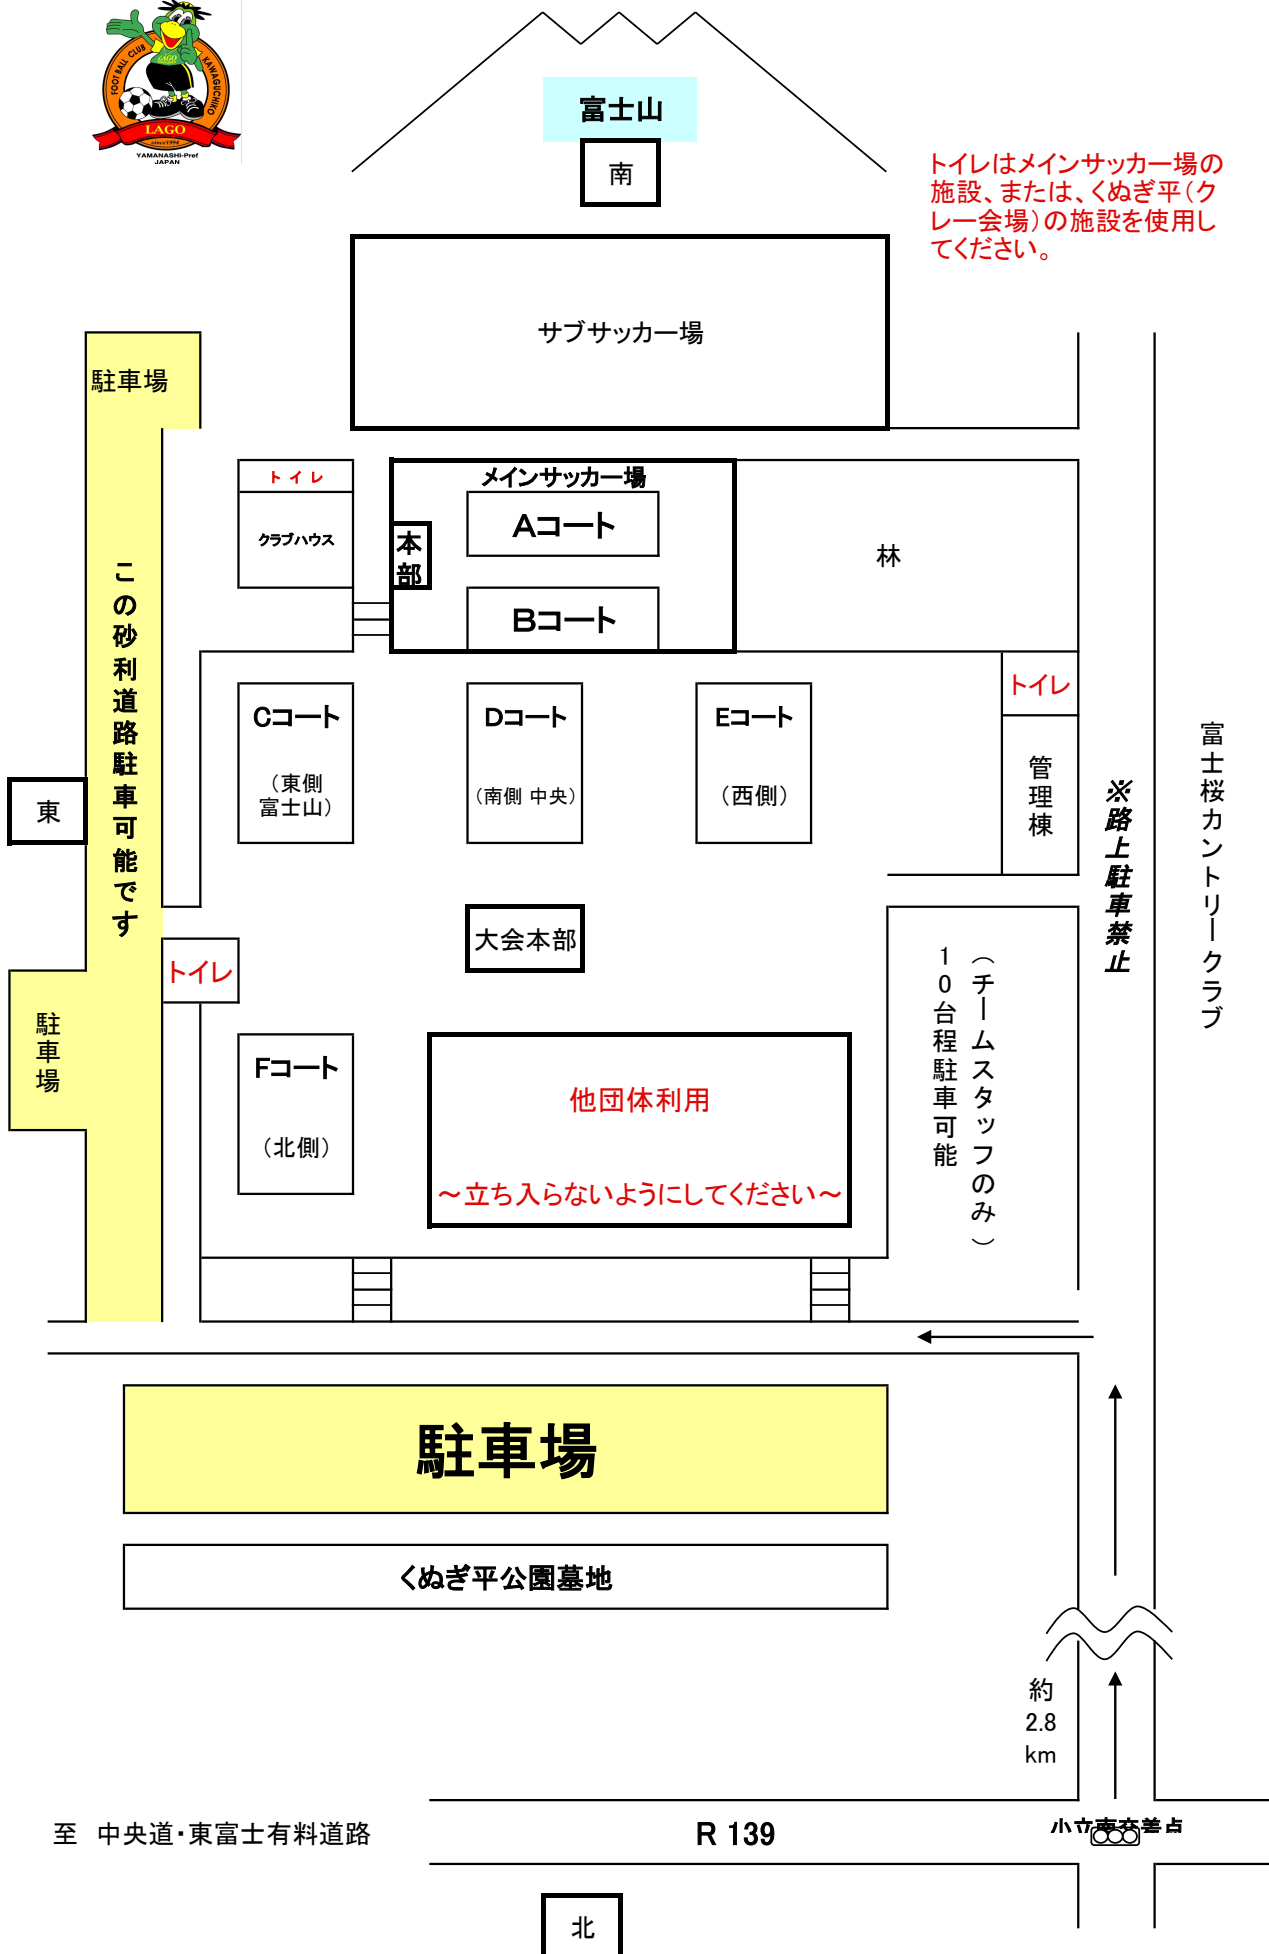 FOOT BALL CLUB KAWAGUCHIKO
LAGO
LAGO
since1994
YAMANASHI-Pref
JAPAN
富士山
南
トイレはメインサッカー場の
施設、または、くぬぎ平（ク
レー会場）の施設を使用し
てください。
サブサッカー場
駐車場
トイレ
クラブハウス
メインサッカー場
Aコート
本部
Bコート
林
この砂利道路駐車可能です
Cコート
（東側
富士山）
Dコート
（南側 中央）
Eコート
（西側）
トイレ
管理棟
※路上駐車禁止
富士桜カントリークラブ
東
大会本部
トイレ
駐車場
Fコート
（北側）
他団体利用
～立ち入らないようにしてください～
（チームスタッフのみ）
10台程駐車可能
駐車場
くぬぎ平公園墓地
約
2.8
km
至　中央道・東富士有料道路
R 139
小立南交差点
北